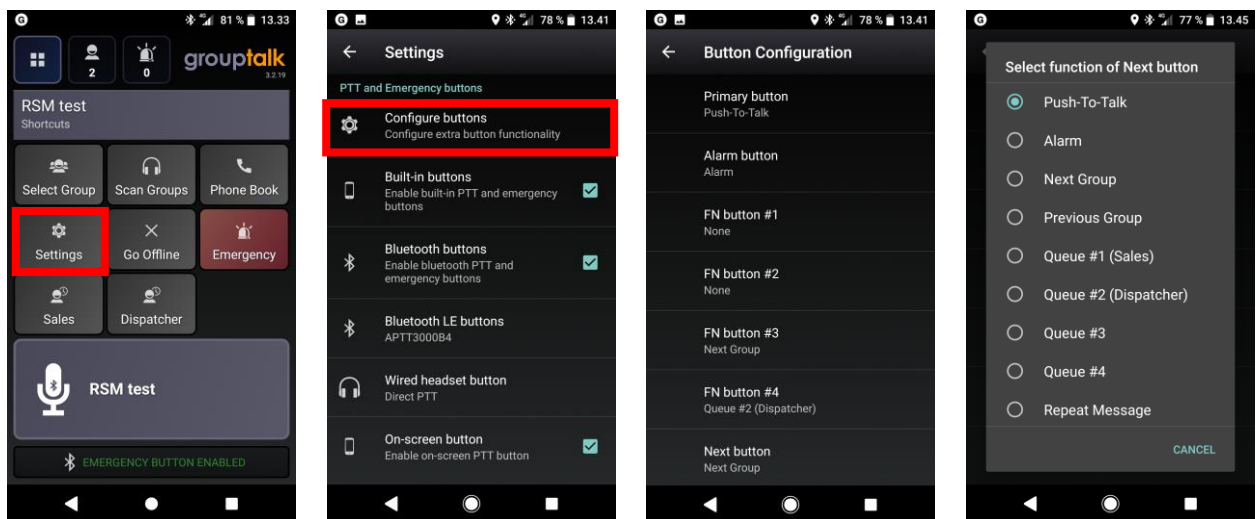 G 4G 81 % 13.33
2
0
grouptalk
3.2.19
RSM test
Shortcuts
Select Group
Scan Groups
Phone Book
Settings
Go Offline
Emergency
Sales
Dispatcher
RSM test
EMERGENCY BUTTON ENABLED
G 4G 78 % 13.41
Settings
PTT and Emergency buttons
Configure buttons
Configure extra button functionality
Built-in buttons
Enable built-in PTT and emergency
buttons
Bluetooth buttons
Enable bluetooth PTT and
emergency buttons
Bluetooth LE buttons
APTT3000B4
Wired headset button
Direct PTT
On-screen button
Enable on-screen PTT button
G 4G 78 % 13.41
Button Configuration
Primary button
Push-To-Talk
Alarm button
Alarm
FN button #1
None
FN button #2
None
FN button #3
Next Group
FN button #4
Queue #2 (Dispatcher)
Next button
Next Group
G 4G 77 % 13.45
Select function of Next button
Push-To-Talk
Alarm
Next Group
Previous Group
Queue #1 (Sales)
Queue #2 (Dispatcher)
Queue #3
Queue #4
Repeat Message
CANCEL